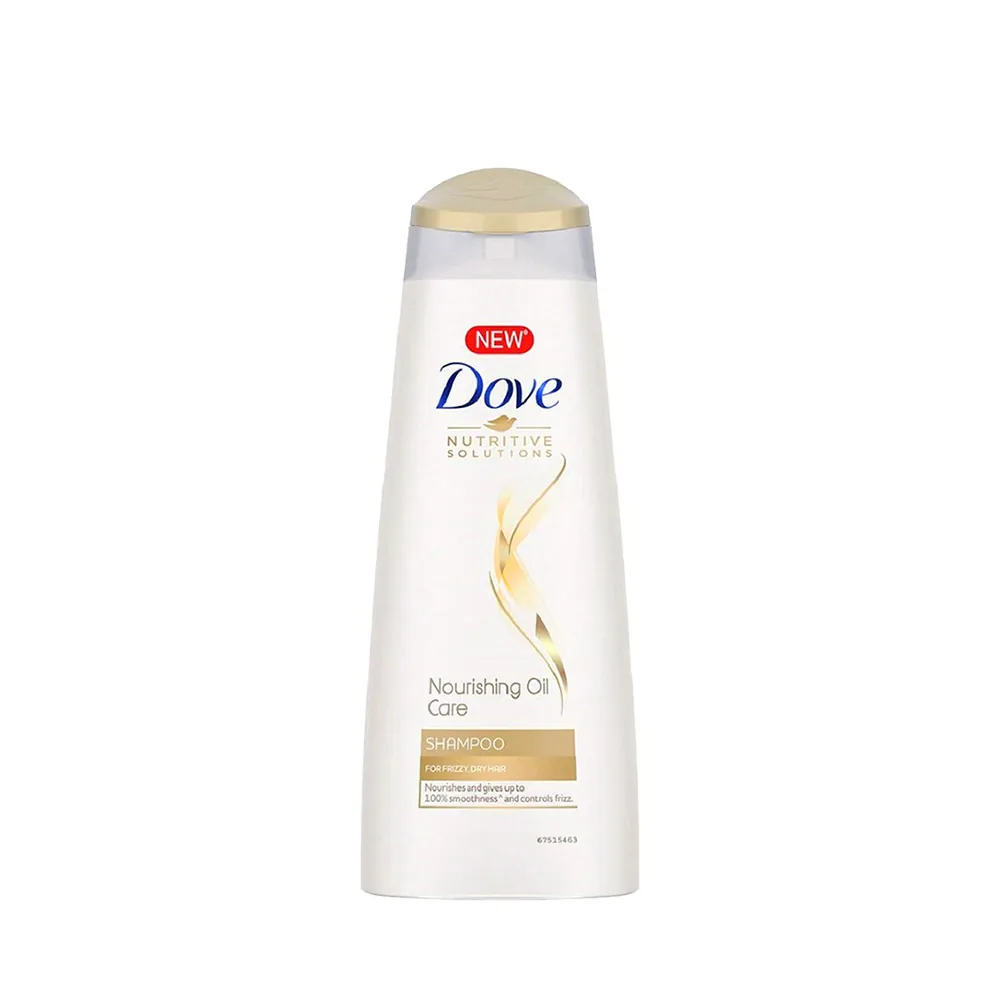 NEW®
Dove
NUTRITIVE
SOLUTIONS
Nourishing Oil
Care
SHAMPOO
FOR FRIZZY, DRY HAIR
Nourishes and gives up to
100% smoothness^ and controls frizz.
67515463